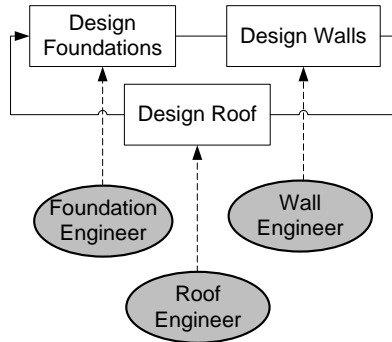 Design
Foundations
Design Walls
Design Roof
Foundation
Engineer
Wall
Engineer
Roof
Engineer